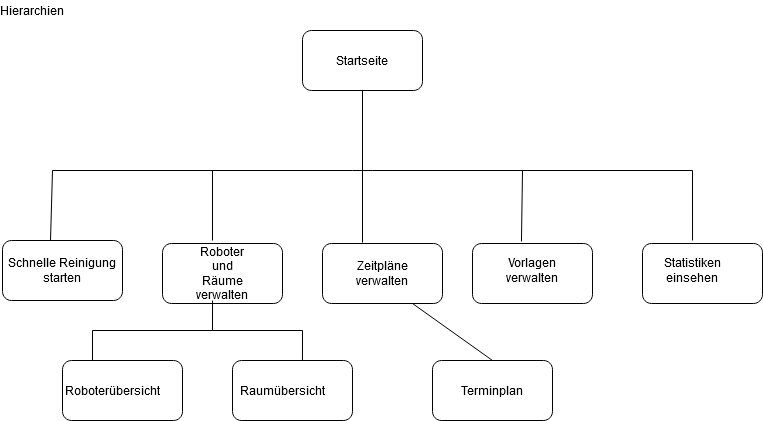 Hierarchien
Startseite
Schnelle Reinigung
starten
Roboter
und
Räume
verwalten
Zeitpläne
verwalten
Vorlagen
verwalten
Statistiken
einsehen
Roboterübersicht
Raumübersicht
Terminplan